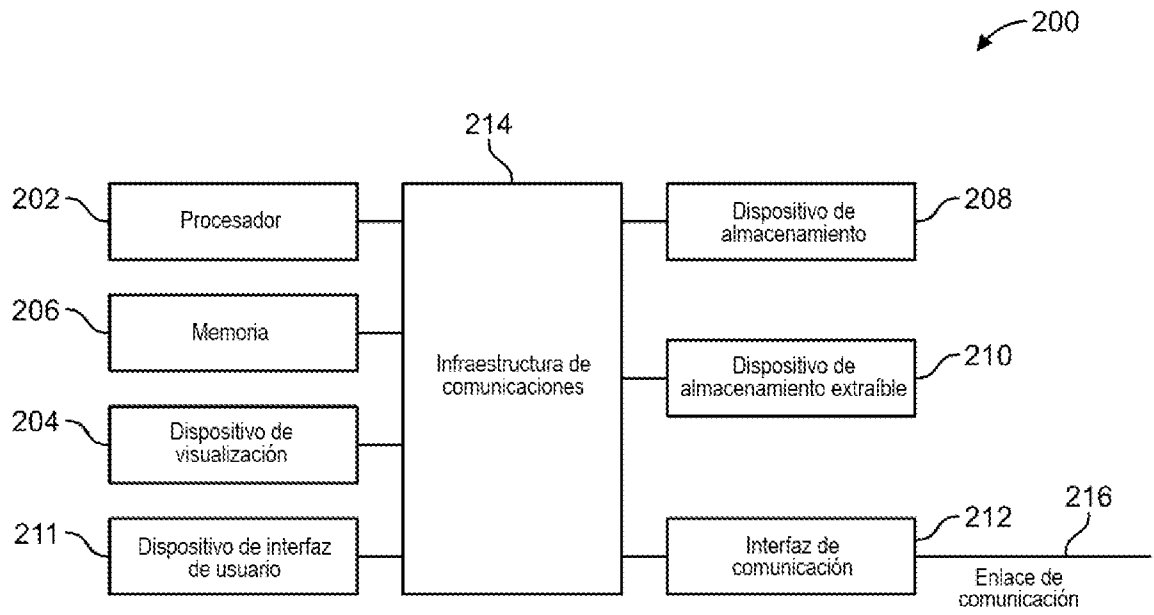 200
214
202
Procesador
Dispositivo de
almacenamiento
208
206
Memoria
Infraestructura de
comunicaciones
Dispositivo de
almacenamiento extraíble
210
204
Dispositivo de
visualización
211
Dispositivo de interfaz
de usuario
Interfaz de
comunicación
212
216
Enlace de
comunicación